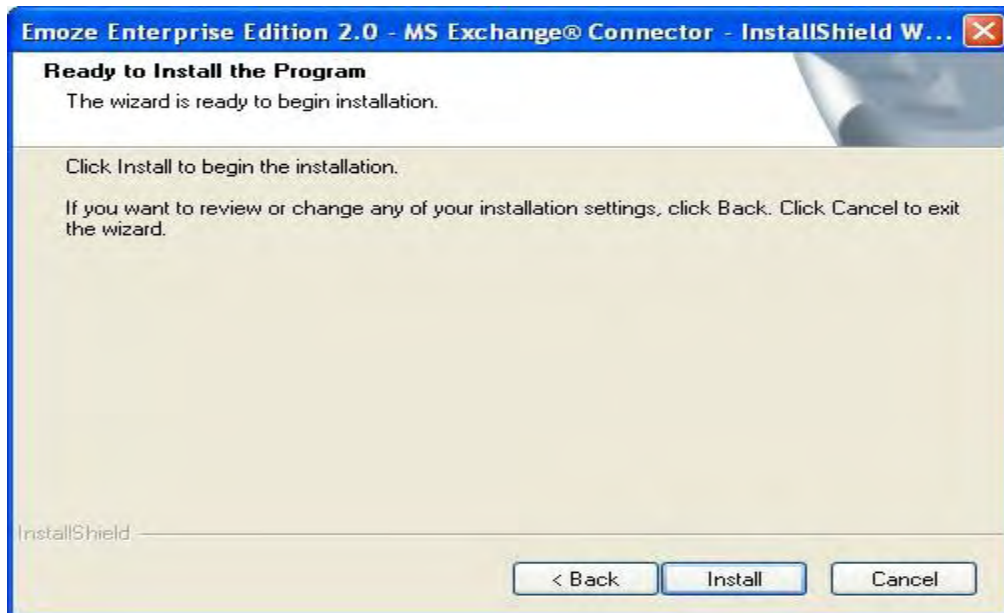 Emoze Enterprise Edition 2.0 - MS Exchange® Connector - InstallShield W...
Ready to Install the Program
The wizard is ready to begin installation.
Click Install to begin the installation.
If you want to review or change any of your installation settings, click Back. Click Cancel to exit
the wizard.
InstallShield
< Back Install Cancel